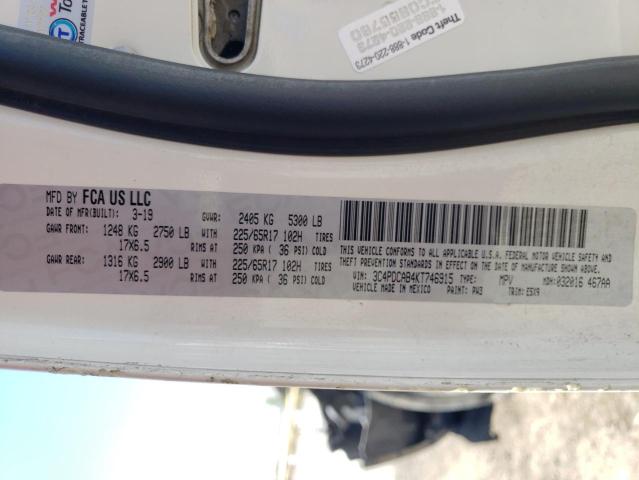 Theft Code 1-888-220-4273
MFD BY FCA US LLC
DATE OF MFR(BUILT): 3-19 GVWR: 2405 KG 5300 LB
GAWR FRONT: 1248 KG 2750 LB WITH 225/65R17 102H TIRES
17X6.5 RIMS AT 250 KPA ( 36 PSI) COLD
GAWR REAR: 1316 KG 2900 LB WITH 225/65R17 102H TIRES
17X6.5 RIMS AT 250 KPA ( 36 PSI) COLD
THIS VEHICLE CONFORMS TO ALL APPLICABLE U.S.A. FEDERAL MOTOR VEHICLE SAFETY, BUMPER, AND
THEFT PREVENTION STANDARDS IN EFFECT ON THE DATE OF MANUFACTURE SHOWN ABOVE.
VIN: 3C4PDCAB4KT746915 TYPE: MPV MDH: 032016 467AA
VEHICLE MADE IN MEXICO PAINT: PW3 TRIM: E5X9